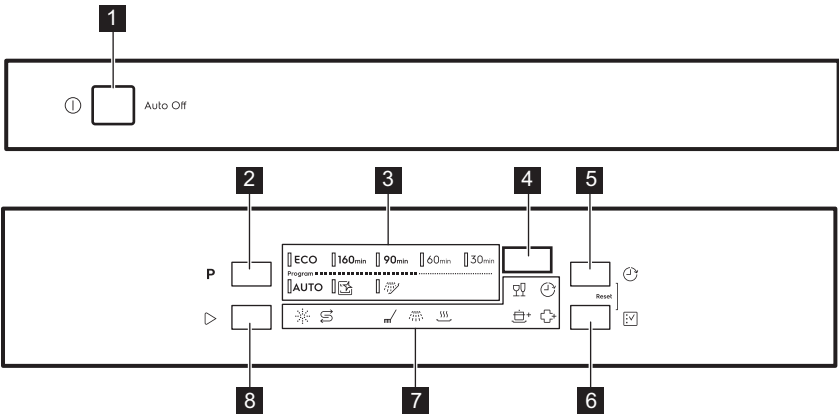 1
Auto Off
2 3 4 5
P ECO 160min 90min 60min 30min
Program
AUTO
Reset
8 7 6